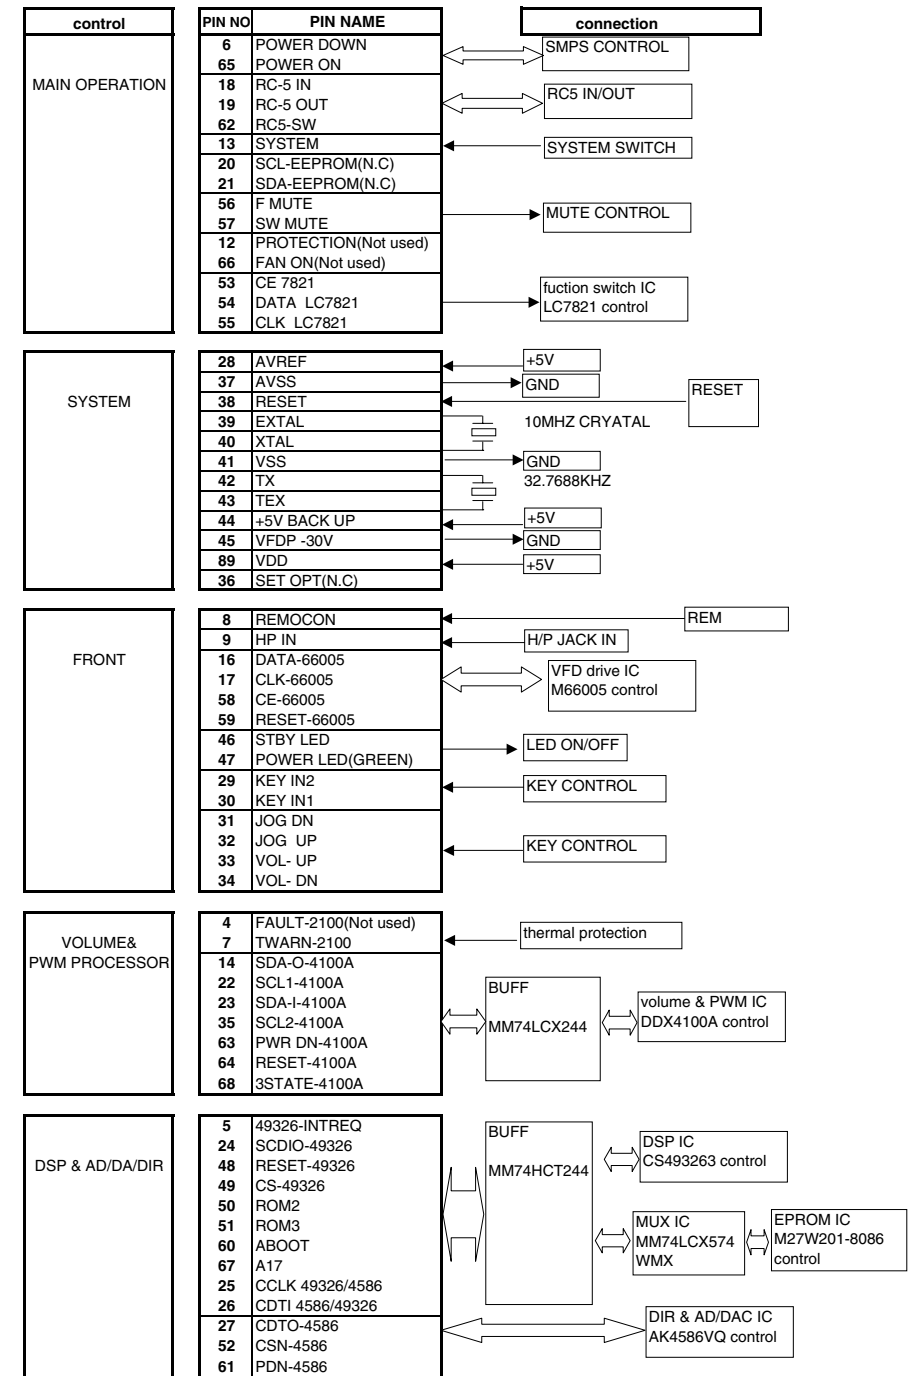 control
PIN NO PIN NAME
connection
MAIN OPERATION
6 POWER DOWN
65 POWER ON
SMPS CONTROL
18 RC-5 IN
19 RC-5 OUT
62 RC5-SW
RC5 IN/OUT
13 SYSTEM
SYSTEM SWITCH
20 SCL-EEPROM(N.C)
21 SDA-EEPROM(N.C)
56 F MUTE
57 SW MUTE
MUTE CONTROL
12 PROTECTION(Not used)
66 FAN ON(Not used)
53 CE 7821
54 DATA LC7821
55 CLK LC7821
fuction switch IC
LC7821 control
SYSTEM
28 AVREF
+5V
37 AVSS
GND
38 RESET
RESET
39 EXTAL
10MHZ CRYATAL
40 XTAL
41 VSS
GND
42 TX
32.7688KHZ
43 TEX
44 +5V BACK UP
+5V
45 VFDP -30V
GND
89 VDD
+5V
36 SET OPT(N.C)
FRONT
8 REMOCON
REM
9 HP IN
H/P JACK IN
16 DATA-66005
17 CLK-66005
58 CE-66005
59 RESET-66005
VFD drive IC
M66005 control
46 STBY LED
47 POWER LED(GREEN)
LED ON/OFF
29 KEY IN2
30 KEY IN1
KEY CONTROL
31 JOG DN
32 JOG UP
33 VOL- UP
34 VOL- DN
KEY CONTROL
VOLUME&
PWM PROCESSOR
4 FAULT-2100(Not used)
7 TWARN-2100
thermal protection
14 SDA-O-4100A
22 SCL1-4100A
23 SDA-I-4100A
35 SCL2-4100A
63 PWR DN-4100A
64 RESET-4100A
68 3STATE-4100A
BUFF
MM74LCX244
volume & PWM IC
DDX4100A control
DSP & AD/DA/DIR
5 49326-INTREQ
24 SCDIO-49326
48 RESET-49326
49 CS-49326
50 ROM2
51 ROM3
60 ABOOT
67 A17
25 CCLK 49326/4586
26 CDTI 4586/49326
27 CDTO-4586
52 CSN-4586
61 PDN-4586
BUFF
MM74HCT244
DSP IC
CS493263 control
MUX IC
MM74LCX574
WMX
EPROM IC
M27W201-8086
control
DIR & AD/DAC IC
AK4586VQ control